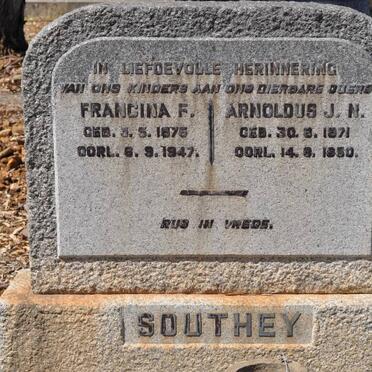 IN LIEFDEVOLLE HERINNERING
VAN ONS KINDERS AAN ONS DIERBARE OUERS
FRANCINA F. ARNOLDUS J. N.
GEB. 5. 5. 1875 GEB. 30. 8. 1871
OORL. 6. 9. 1947. OORL. 14. 8. 1950.
RUS IN VREDE.
SOUTHEY